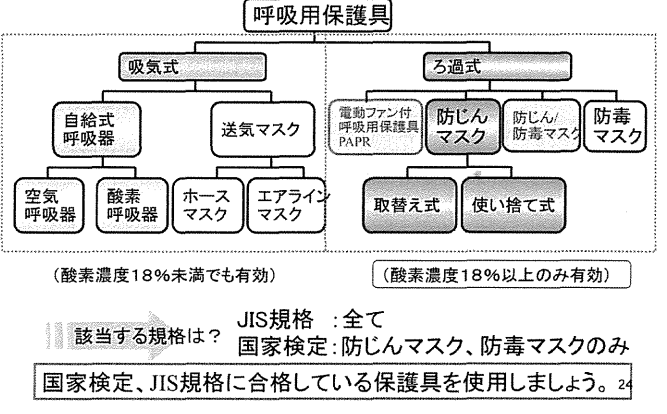 呼吸用保護具
吸気式
ろ過式
自給式
呼吸器
送気マスク
電動ファン付
呼吸用保護具
PAPR
防じん
マスク
防じん/
防毒マスク
防毒
マスク
空気
呼吸器
酸素
呼吸器
ホース
マスク
エアライン
マスク
取替え式
使い捨て式
(酸素濃度18%未満でも有効)
(酸素濃度18%以上のみ有効)
該当する規格は?
JIS規格 :全て
国家検定:防じんマスク、防毒マスクのみ
国家検定、JIS規格に合格している保護具を使用しましょう。
24